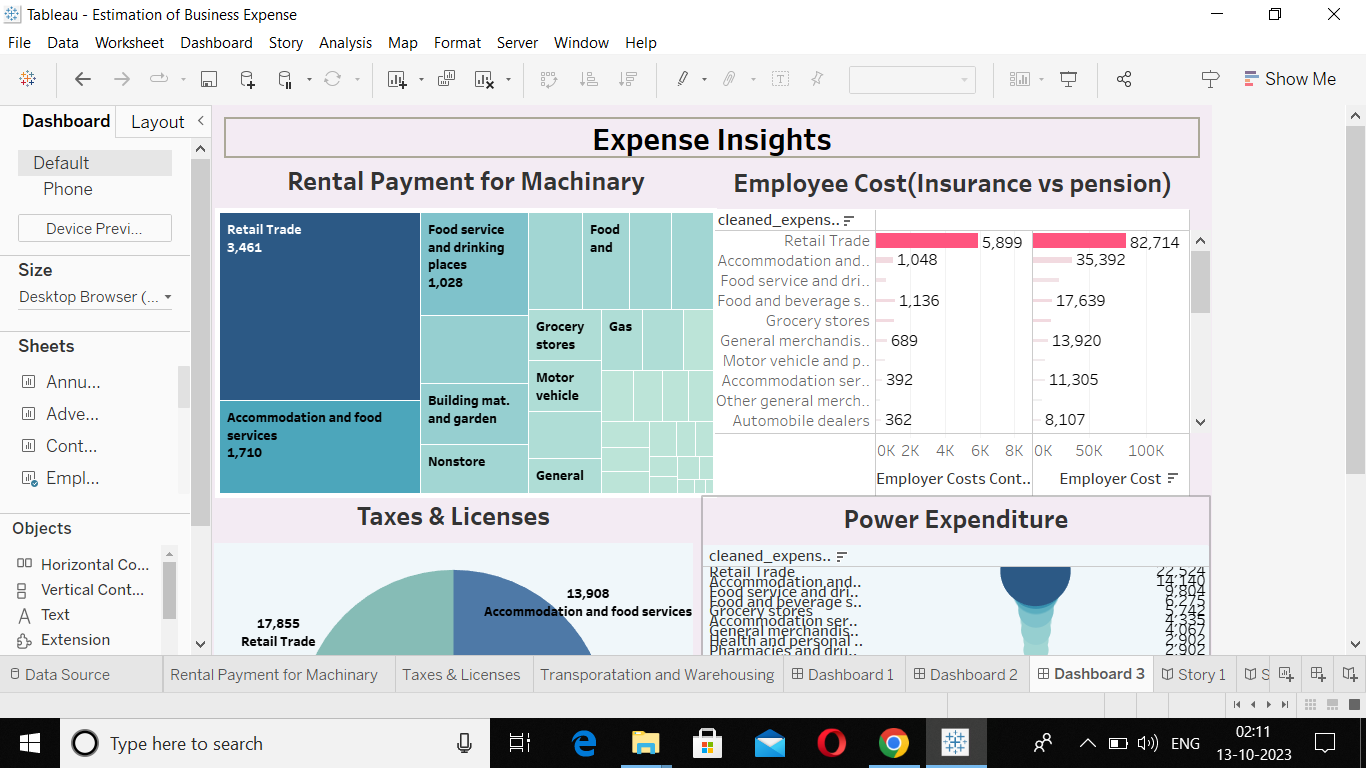 Tableau - Estimation of Business Expense
File Data Worksheet Dashboard Story Analysis Map Format Server Window Help
Show Me
Dashboard Layout
Default
Phone
Device Previ...
Size
Desktop Browser (...
Sheets
Annu...
Adve...
Cont...
Empl...
Objects
Horizontal Co...
Vertical Cont...
Text
Extension
Expense Insights
Rental Payment for Machinary
Retail Trade
3,461
Accommodation and food
services
1,710
Food service
and drinking
places
1,028
Building mat.
and garden
Nonstore
Food
and
Grocery
stores
Gas
Motor
vehicle
General
Employee Cost(Insurance vs pension)
cleaned_expens..
Retail Trade 5,899 82,714
Accommodation and.. 1,048 35,392
Food service and dri..
Food and beverage s.. 1,136 17,639
Grocery stores
General merchandis.. 689 13,920
Motor vehicle and p..
Accommodation ser.. 392 11,305
Other general merch..
Automobile dealers 362 8,107
0K 2K 4K 6K 8K 0K 50K 100K
Employer Costs Cont.. Employer Cost
Taxes & Licenses
17,855
Retail Trade
13,908
Accommodation and food services
Power Expenditure
cleaned_expens..
Retail Trade 22,524
Accommodation and.. 14,140
Food service and dri.. 9,804
Food and beverage s.. 6,275
Grocery stores 5,742
Accommodation ser.. 4,335
General merchandis.. 4,067
Health and personal .. 2,902
Pharmacies and dru.. 2,902
Data Source Rental Payment for Machinary Taxes & Licenses Transporatation and Warehousing Dashboard 1 Dashboard 2 Dashboard 3 Story 1 S
Type here to search
ENG
02:11
13-10-2023